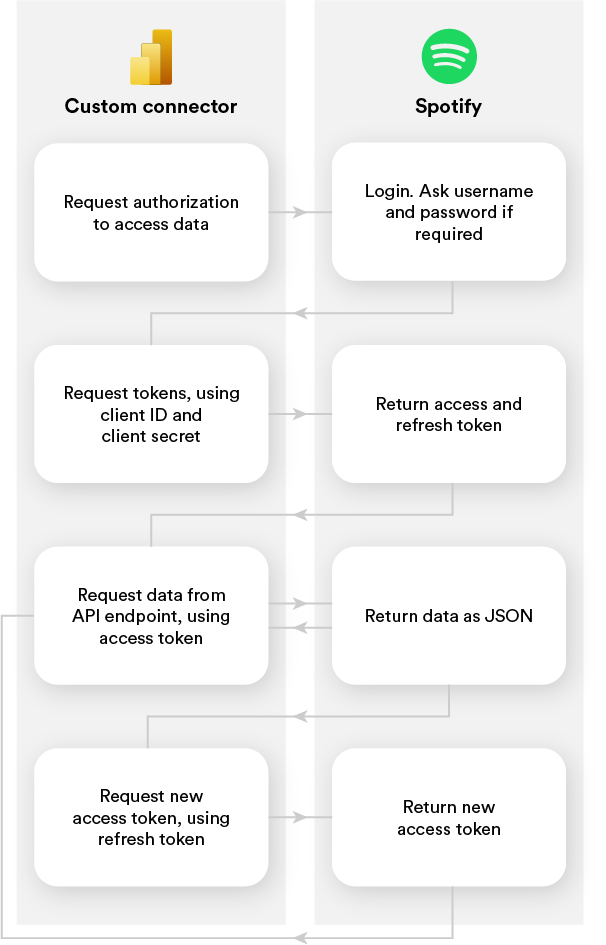 Custom connector
Spotify
Request authorization
to access data
Login. Ask username
and password if
required
Request tokens, using
client ID and
client secret
Return access and
refresh token
Request data from
API endpoint, using
access token
Return data as JSON
Request new
access token, using
refresh token
Return new
access token